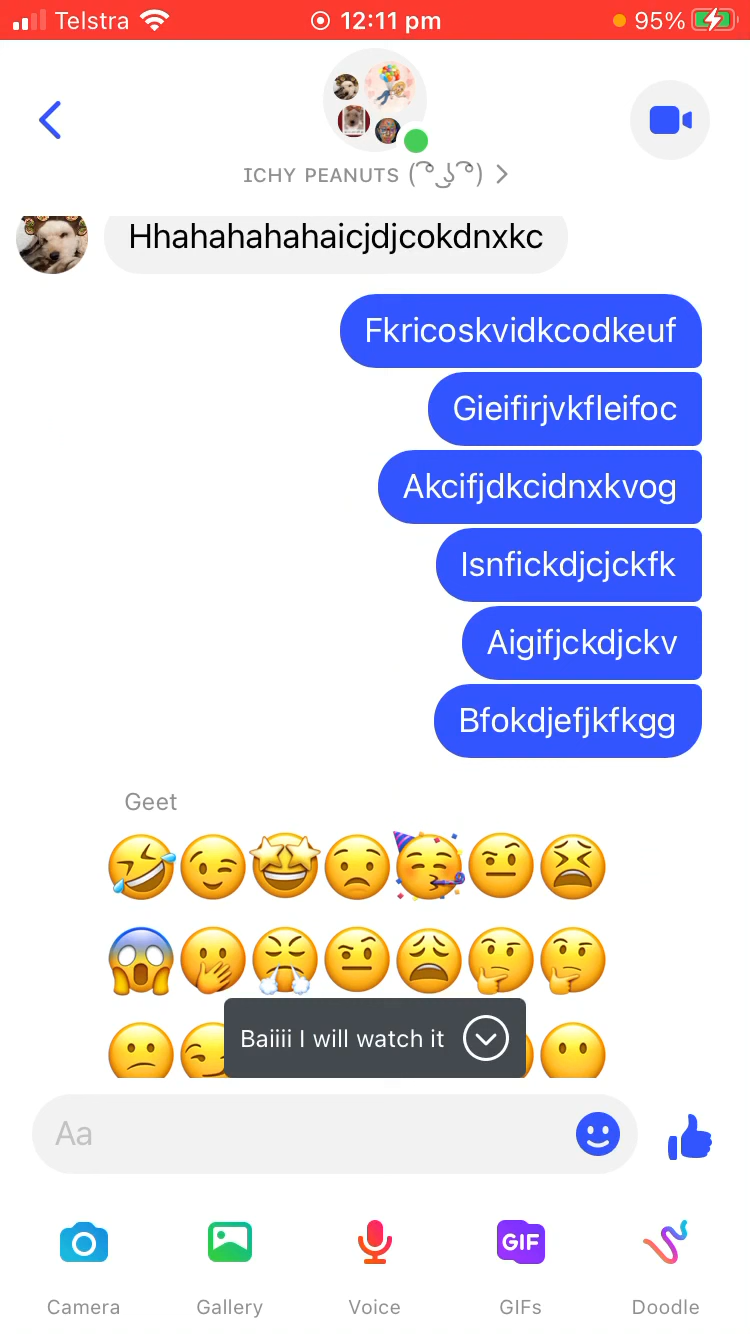 Telstra 12:11 pm 95%
ICHY PEANUTS ( ͡° ͜ʖ ͡°)
Hhahahahahaicjdjcokdnxkc
Fkricoskvidkcodkeuf
Gieifirjvkfleifoc
Akcifjdkcidnxkvog
Isnfickdjcjckfk
Aigifjckdjckv
Bfokdjefjkfkgg
Geet
🤣😉🤩😟🥳🤨😫
😱🤭😤🤨😩🤔🤔
Baiiii I will watch it
Aa
GIF
Camera Gallery Voice GIFs Doodle